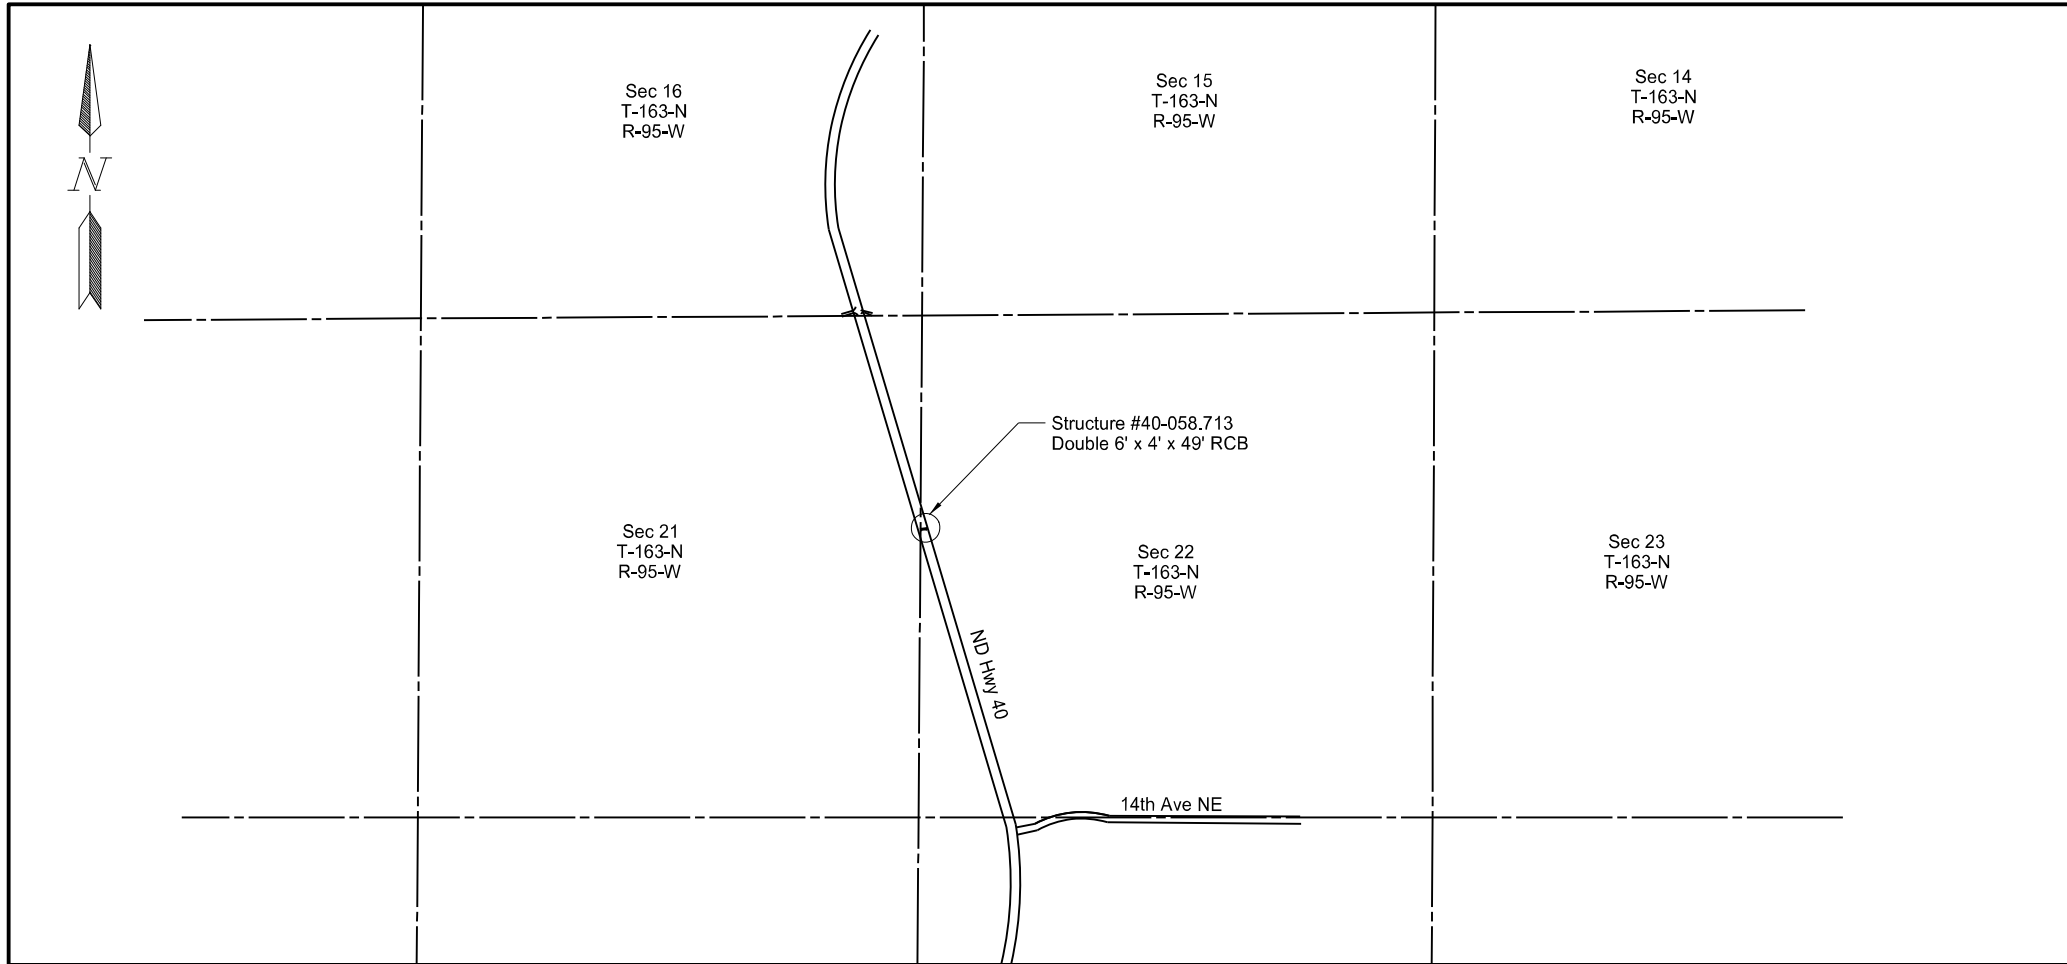 N
Sec 16
T-163-N
R-95-W
Sec 15
T-163-N
R-95-W
Sec 14
T-163-N
R-95-W
Structure #40-058.713
Double 6' x 4' x 49' RCB
Sec 21
T-163-N
R-95-W
Sec 22
T-163-N
R-95-W
Sec 23
T-163-N
R-95-W
ND Hwy 40
14th Ave NE